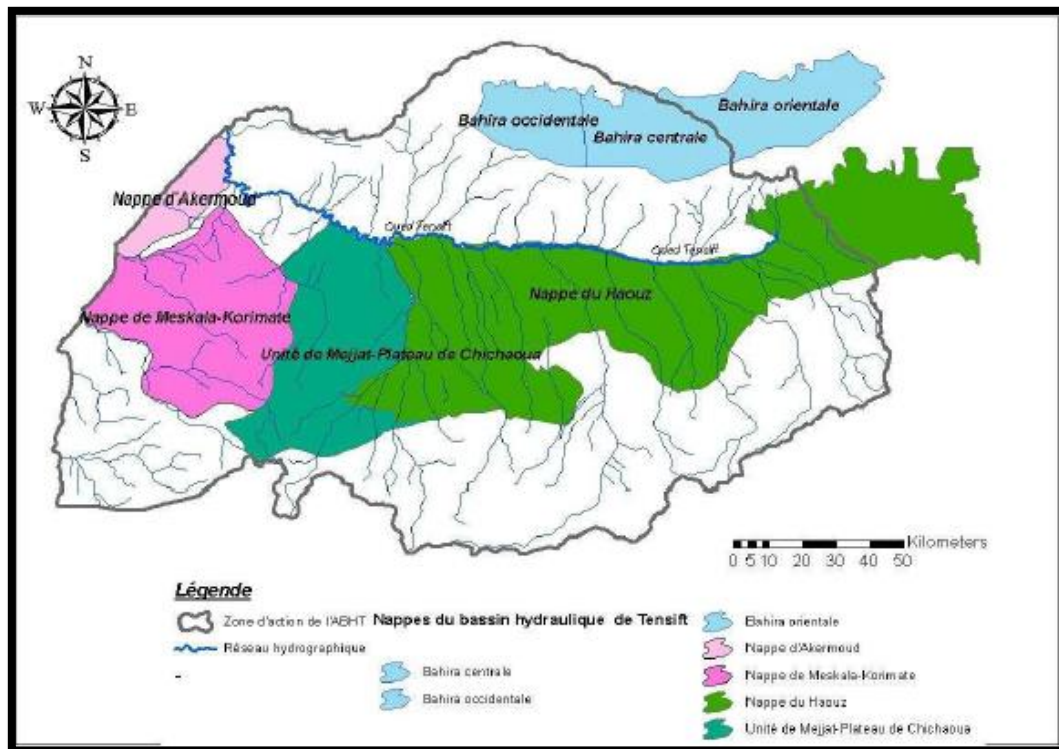 N
W E
S
Bahira orientale
Bahira occidentale
Bahira centrale
Nappe d'Akermoud
Oued Tensift
Oued Tensift
Nappe du Haouz
Nappe de Meskala-Korimate
Unité de Mejjat-Plateau de Chichaoua
Kilometers
0 5 10 20 30 40 50
Légende
Zone d'action de l'ABHT
Nappes du bassin hydraulique de Tensift
Réseau hydrographique
-
Bahira centrale
Bahira occidentale
Bahira orientale
Nappe d'Akermoud
Nappe de Meskala-Korimate
Nappe du Haouz
Unité de Mejjat-Plateau de Chichaoua